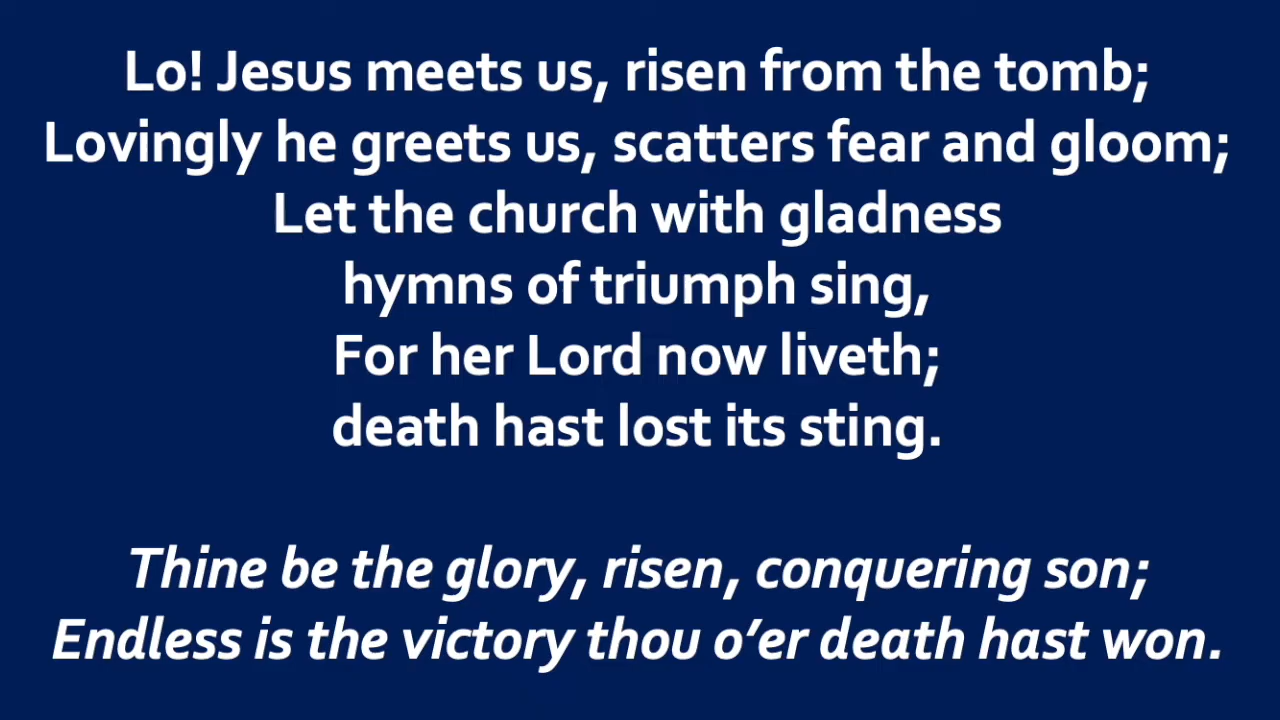 Lo! Jesus meets us, risen from the tomb;
Lovingly he greets us, scatters fear and gloom;
Let the church with gladness
hymns of triumph sing,
For her Lord now liveth;
death hast lost its sting.
Thine be the glory, risen, conquering son;
Endless is the victory thou o’er death hast won.